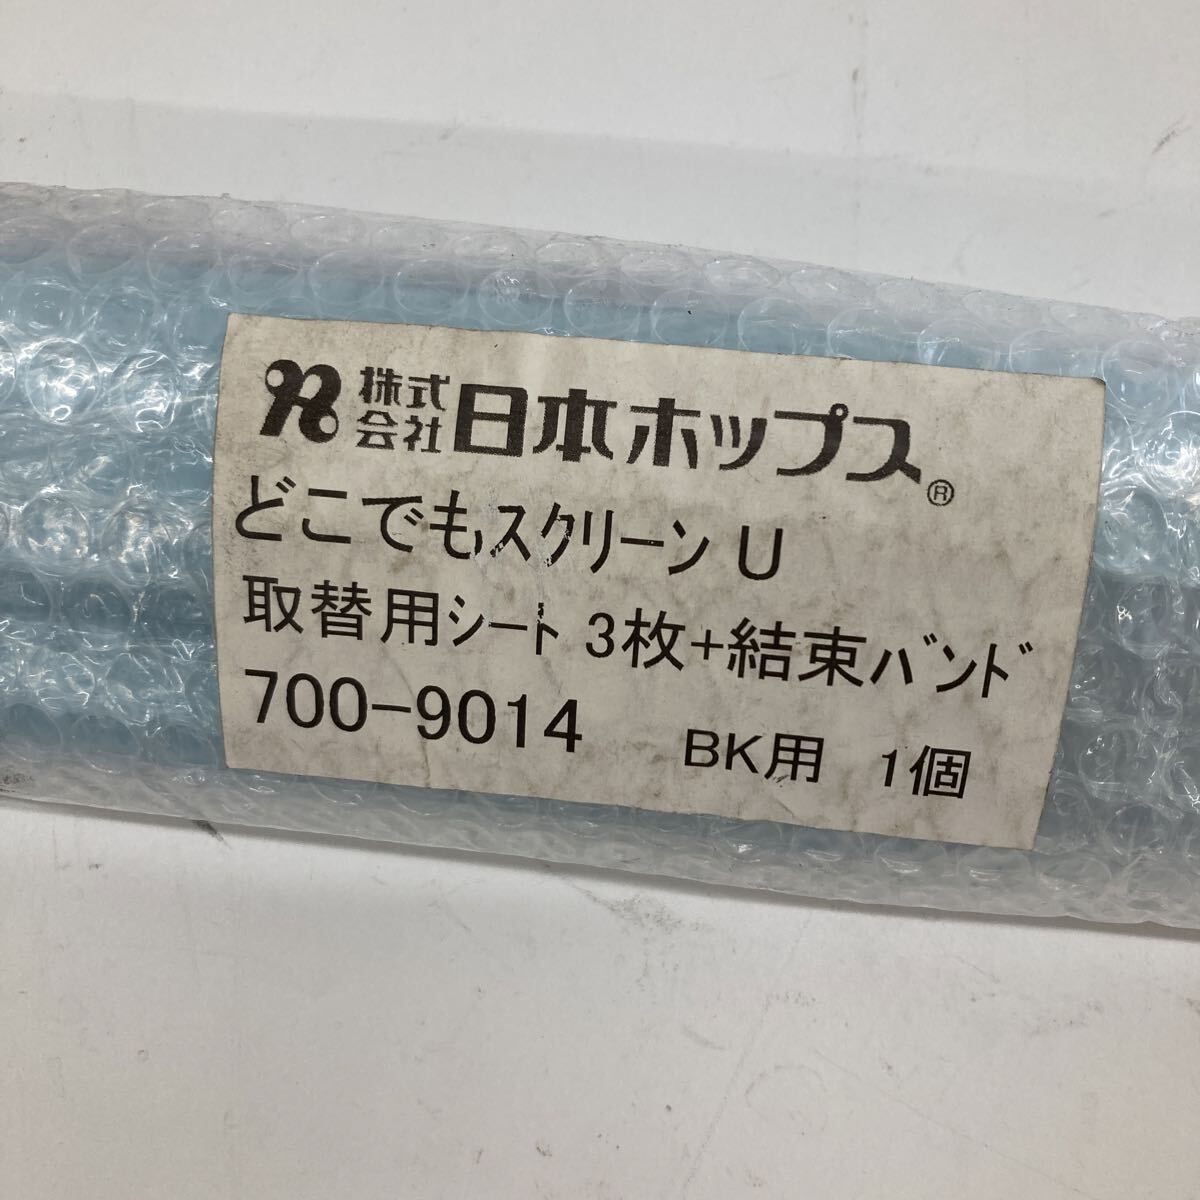 株式会社日本ホップス®
どこでもスクリーン U
取替用シート 3枚+結束バンド
700-9014 BK用 1個